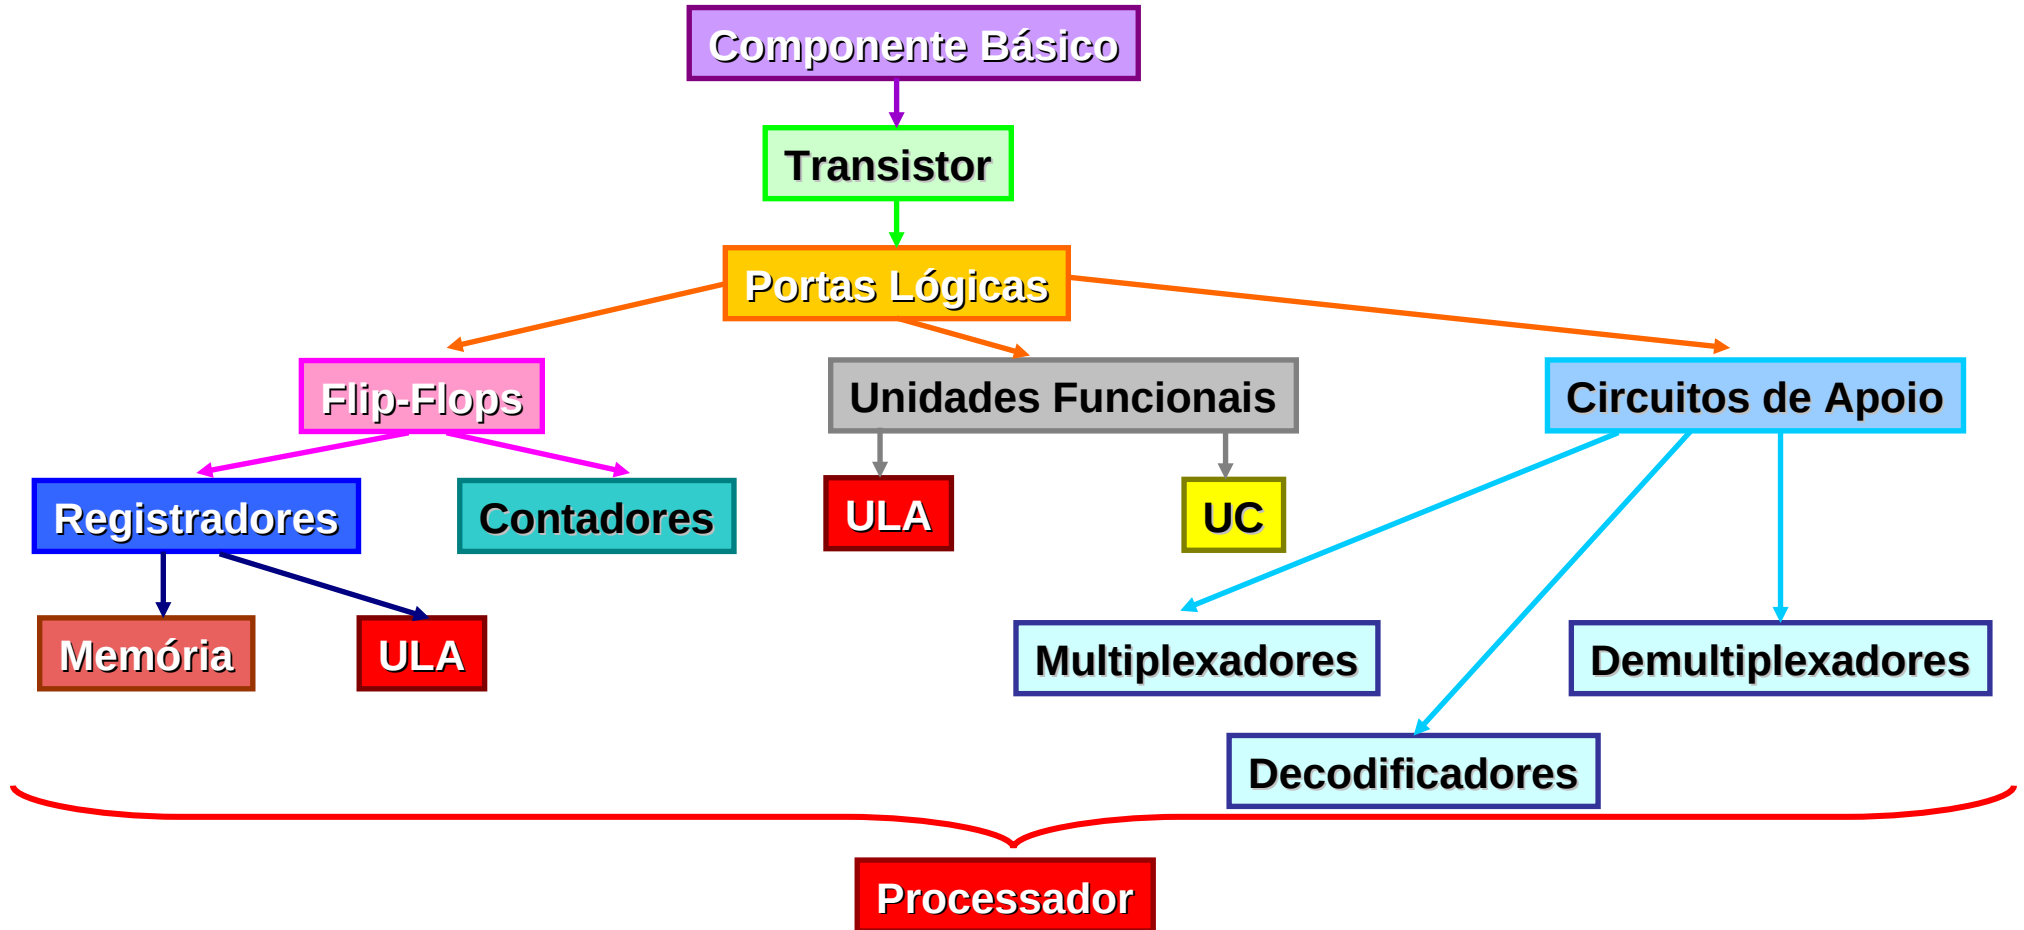 Componente Básico
Transistor
Portas Lógicas
Flip-Flops
Unidades Funcionais
Circuitos de Apoio
Registradores
Contadores
ULA
UC
Memória
ULA
Multiplexadores
Demultiplexadores
Decodificadores
Processador